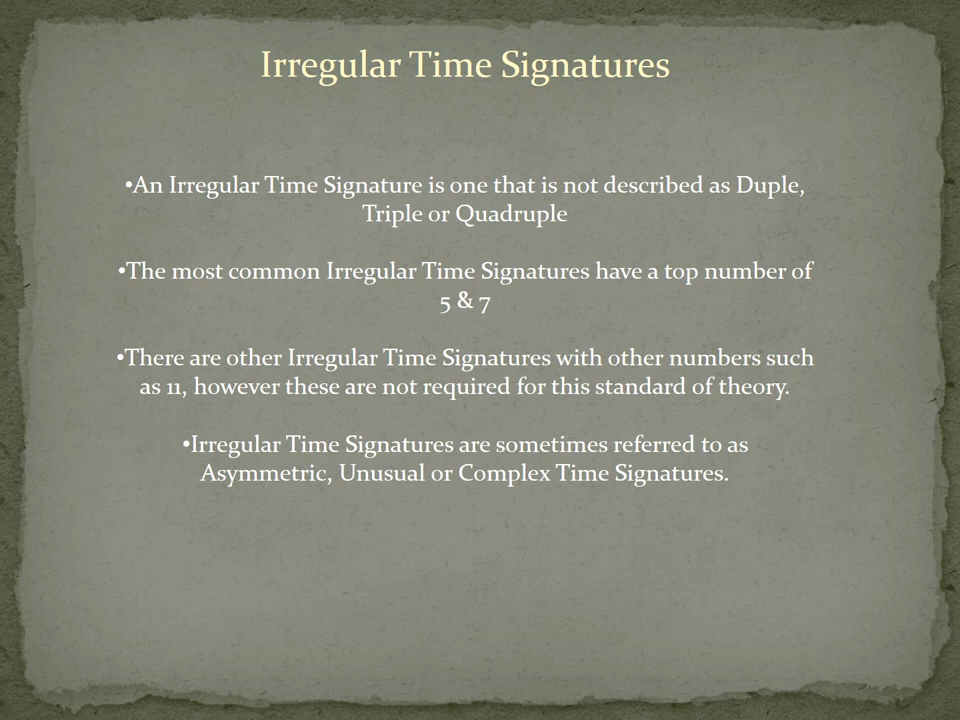 Irregular Time Signatures
•An Irregular Time Signature is one that is not described as Duple,
Triple or Quadruple
•The most common Irregular Time Signatures have a top number of
5 & 7
•There are other Irregular Time Signatures with other numbers such
as 11, however these are not required for this standard of theory.
•Irregular Time Signatures are sometimes referred to as
Asymmetric, Unusual or Complex Time Signatures.